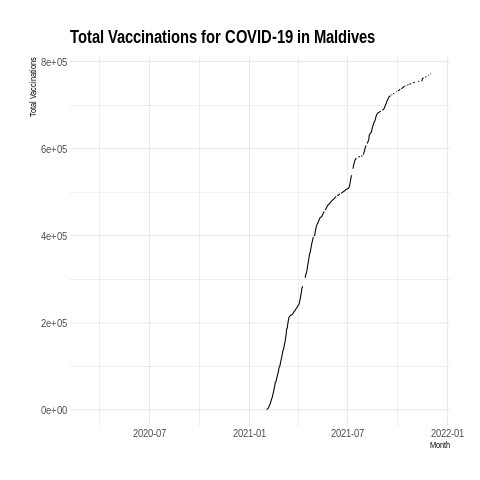 Total Vaccinations for COVID-19 in Maldives
Total Vaccinations
8e+05
6e+05
4e+05
2e+05
0e+00
2020-07
2021-01
2021-07
2022-01
Month